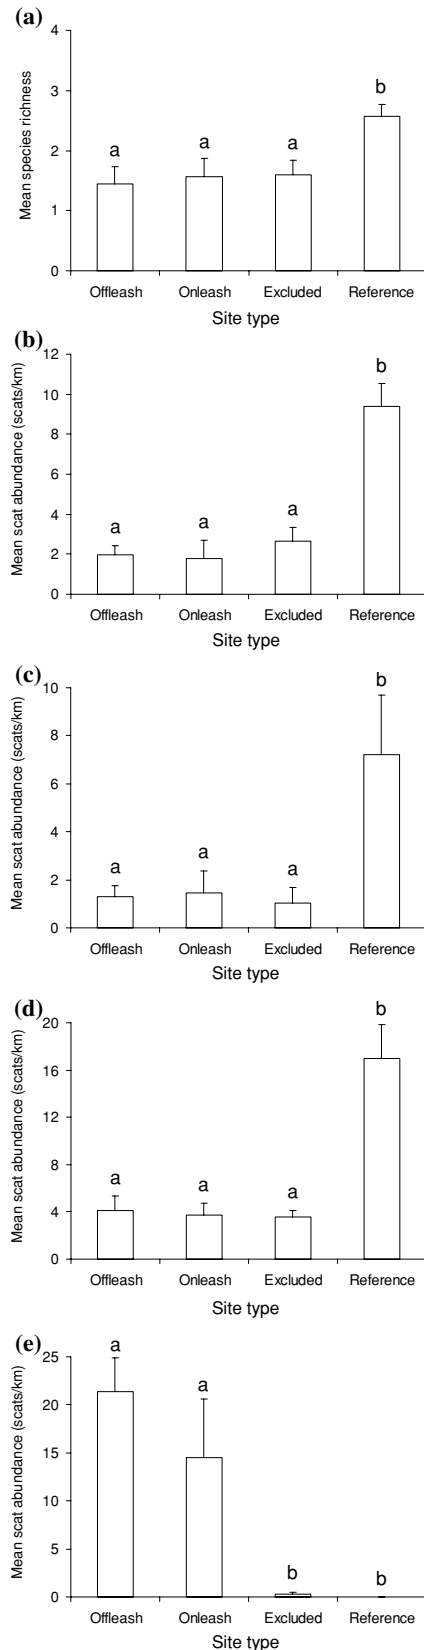 (a)
Mean species richness
4
3
2
1
0
a a a b
Offleash Onleash Excluded Reference
Site type
(b)
Mean scat abundance (scats/km)
12
10
8
6
4
2
0
a a a b
Offleash Onleash Excluded Reference
Site type
(c)
Mean scat abundance (scats/km)
10
8
6
4
2
0
a a a b
Offleash Onleash Excluded Reference
Site type
(d)
Mean scat abundance (scats/km)
20
16
12
8
4
0
a a a b
Offleash Onleash Excluded Reference
Site type
(e)
Mean scat abundance (scats/km)
25
20
15
10
5
0
a a b b
Offleash Onleash Excluded Reference
Site type